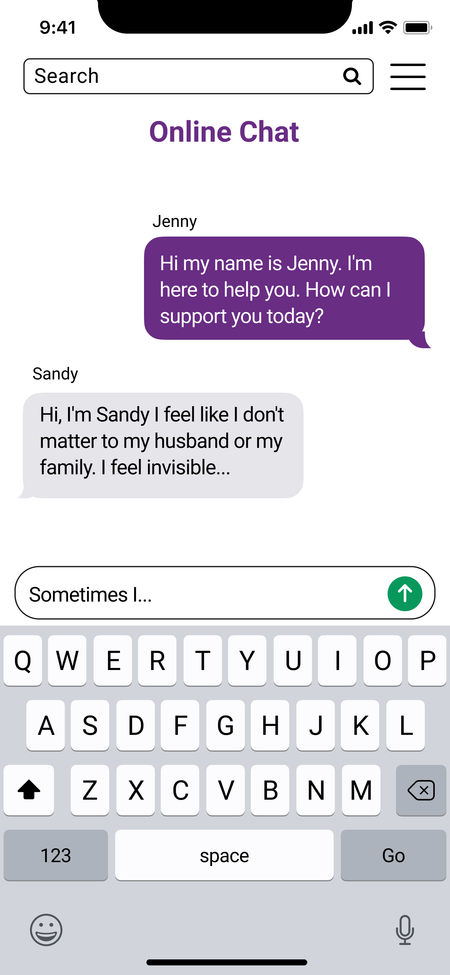 9:41
Search
Online Chat
Jenny
Hi my name is Jenny. I'm
here to help you. How can I
support you today?
Sandy
Hi, I'm Sandy I feel like I don't
matter to my husband or my
family. I feel invisible...
Sometimes I...
Q W E R T Y U I O P
A S D F G H J K L
Z X C V B N M
123 space Go